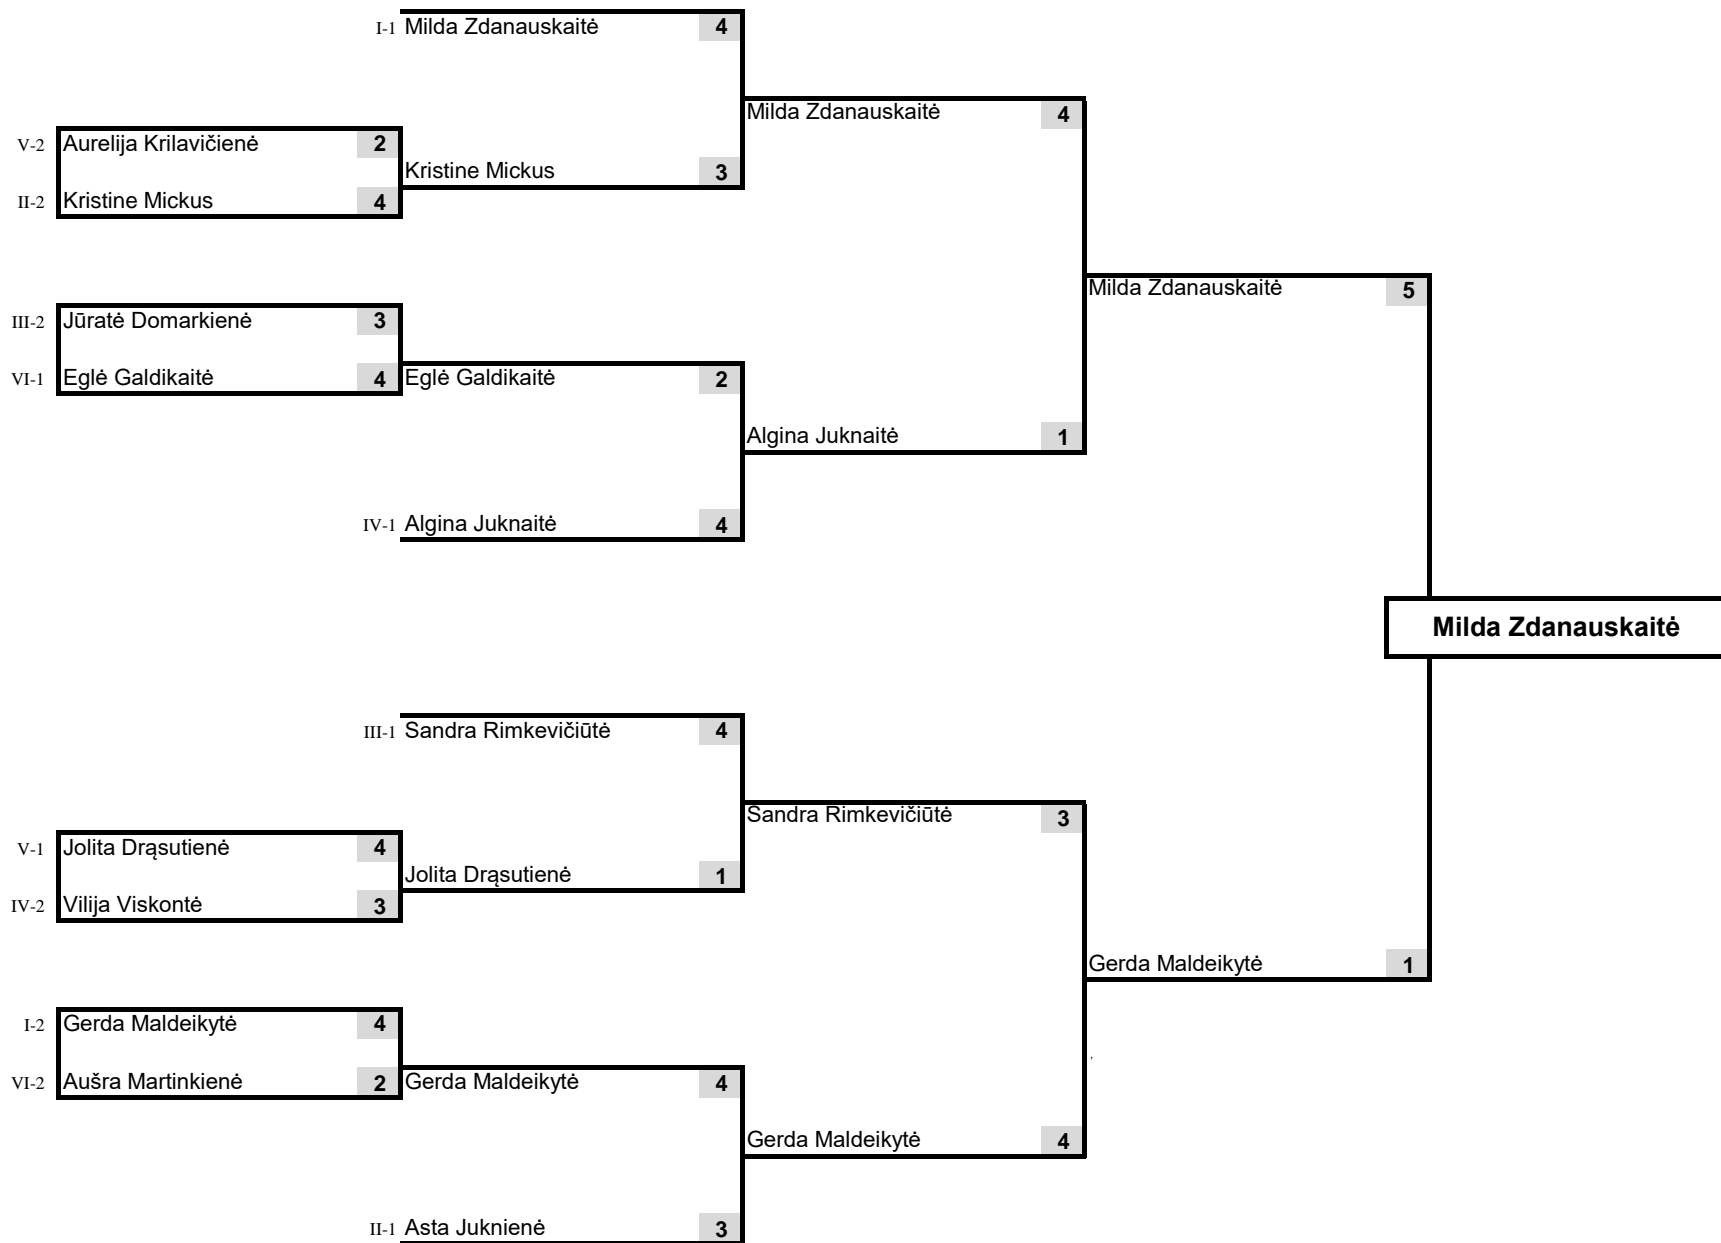 I-1 Milda Zdanauskaitė 4
Milda Zdanauskaitė 4
V-2 Aurelija Krilavičienė 2
Kristine Mickus 3
II-2 Kristine Mickus 4
Milda Zdanauskaitė 5
III-2 Jūratė Domarkienė 3
VI-1 Eglė Galdikaitė 4 Eglė Galdikaitė 2
Algina Juknaitė 1
IV-1 Algina Juknaitė 4
Milda Zdanauskaitė
III-1 Sandra Rimkevičiūtė 4
Sandra Rimkevičiūtė 3
V-1 Jolita Drąsutienė 4
Jolita Drąsutienė 1
IV-2 Vilija Viskontė 3
Gerda Maldeikytė 1
I-2 Gerda Maldeikytė 4
VI-2 Aušra Martinkienė 2 Gerda Maldeikytė 4
Gerda Maldeikytė 4
II-1 Asta Juknienė 3